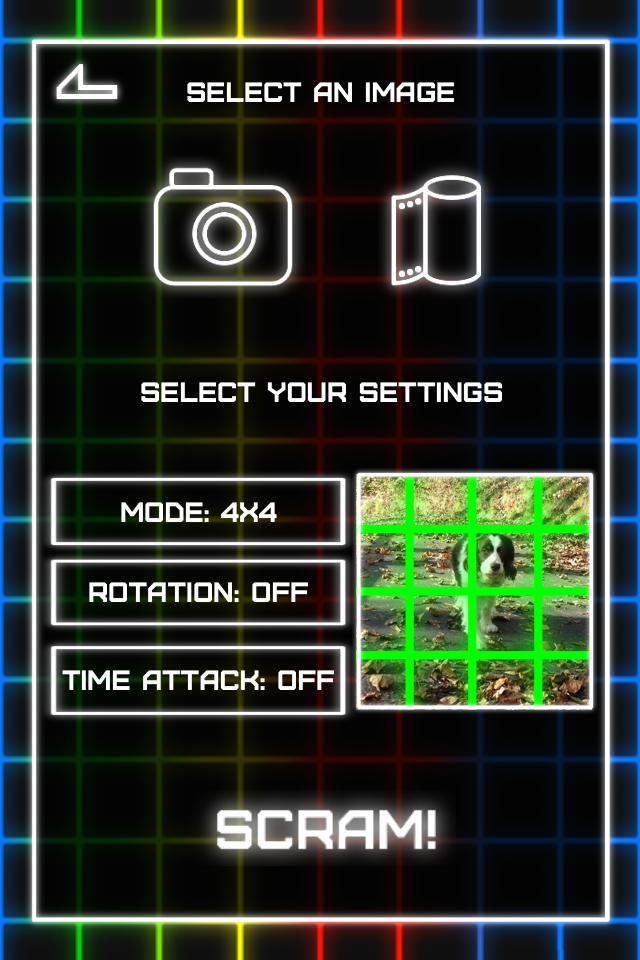 SELECT AN IMAGE
SELECT YOUR SETTINGS
MODE: 4X4
ROTATION: OFF
TIME ATTACK: OFF
SCRAM!